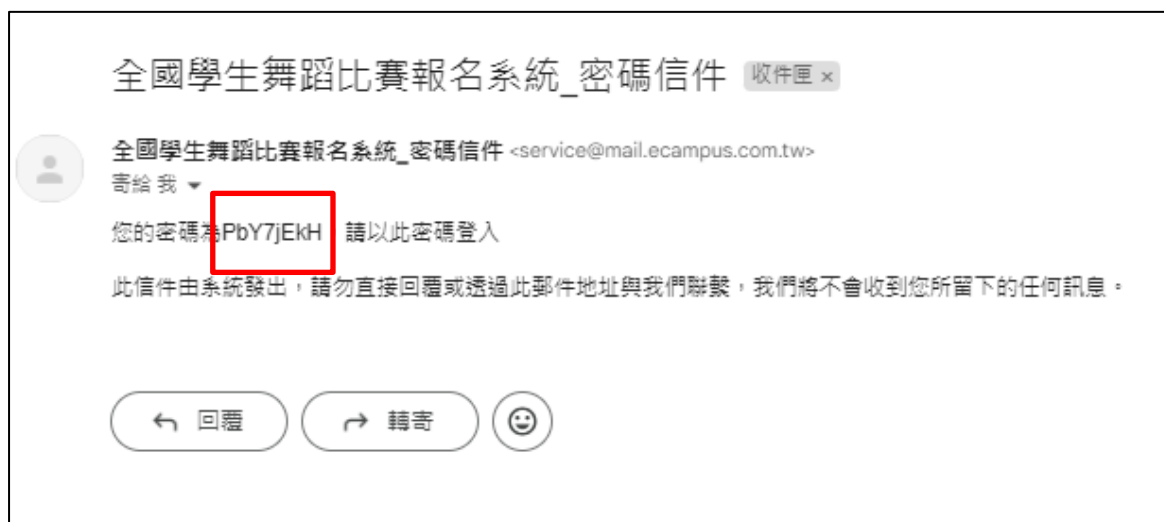 全國學生舞蹈比賽報名系統_密碼信件 收件匣 ×
全國學生舞蹈比賽報名系統_密碼信件 <service@mail.ecampus.com.tw>
寄給 我
您的密碼為PbY7jEkH 請以此密碼登入
此信件由系統發出，請勿直接回覆或透過此郵件地址與我們聯繫，我們將不會收到您所留下的任何訊息。
回覆 轉寄